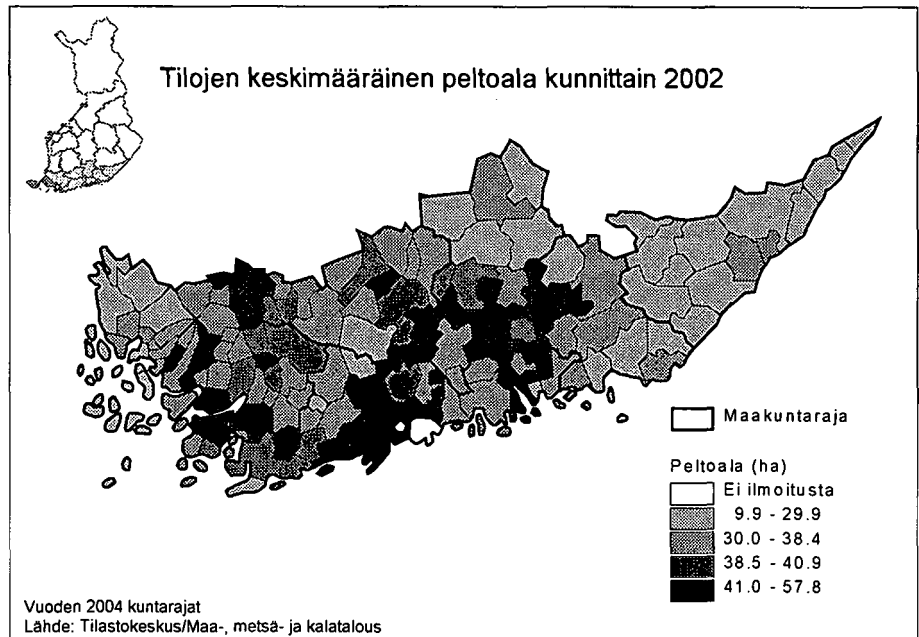 Tilojen keskimääräinen peltoala kunnittain 2002
Maakuntaraja
Peltoala (ha)
Ei ilmoitusta
9.9 - 29.9
30.0 - 38.4
38.5 - 40.9
41.0 - 57.8
Vuoden 2004 kuntarajat
Lähde: Tilastokeskus/Maa-, metsä- ja kalatalous